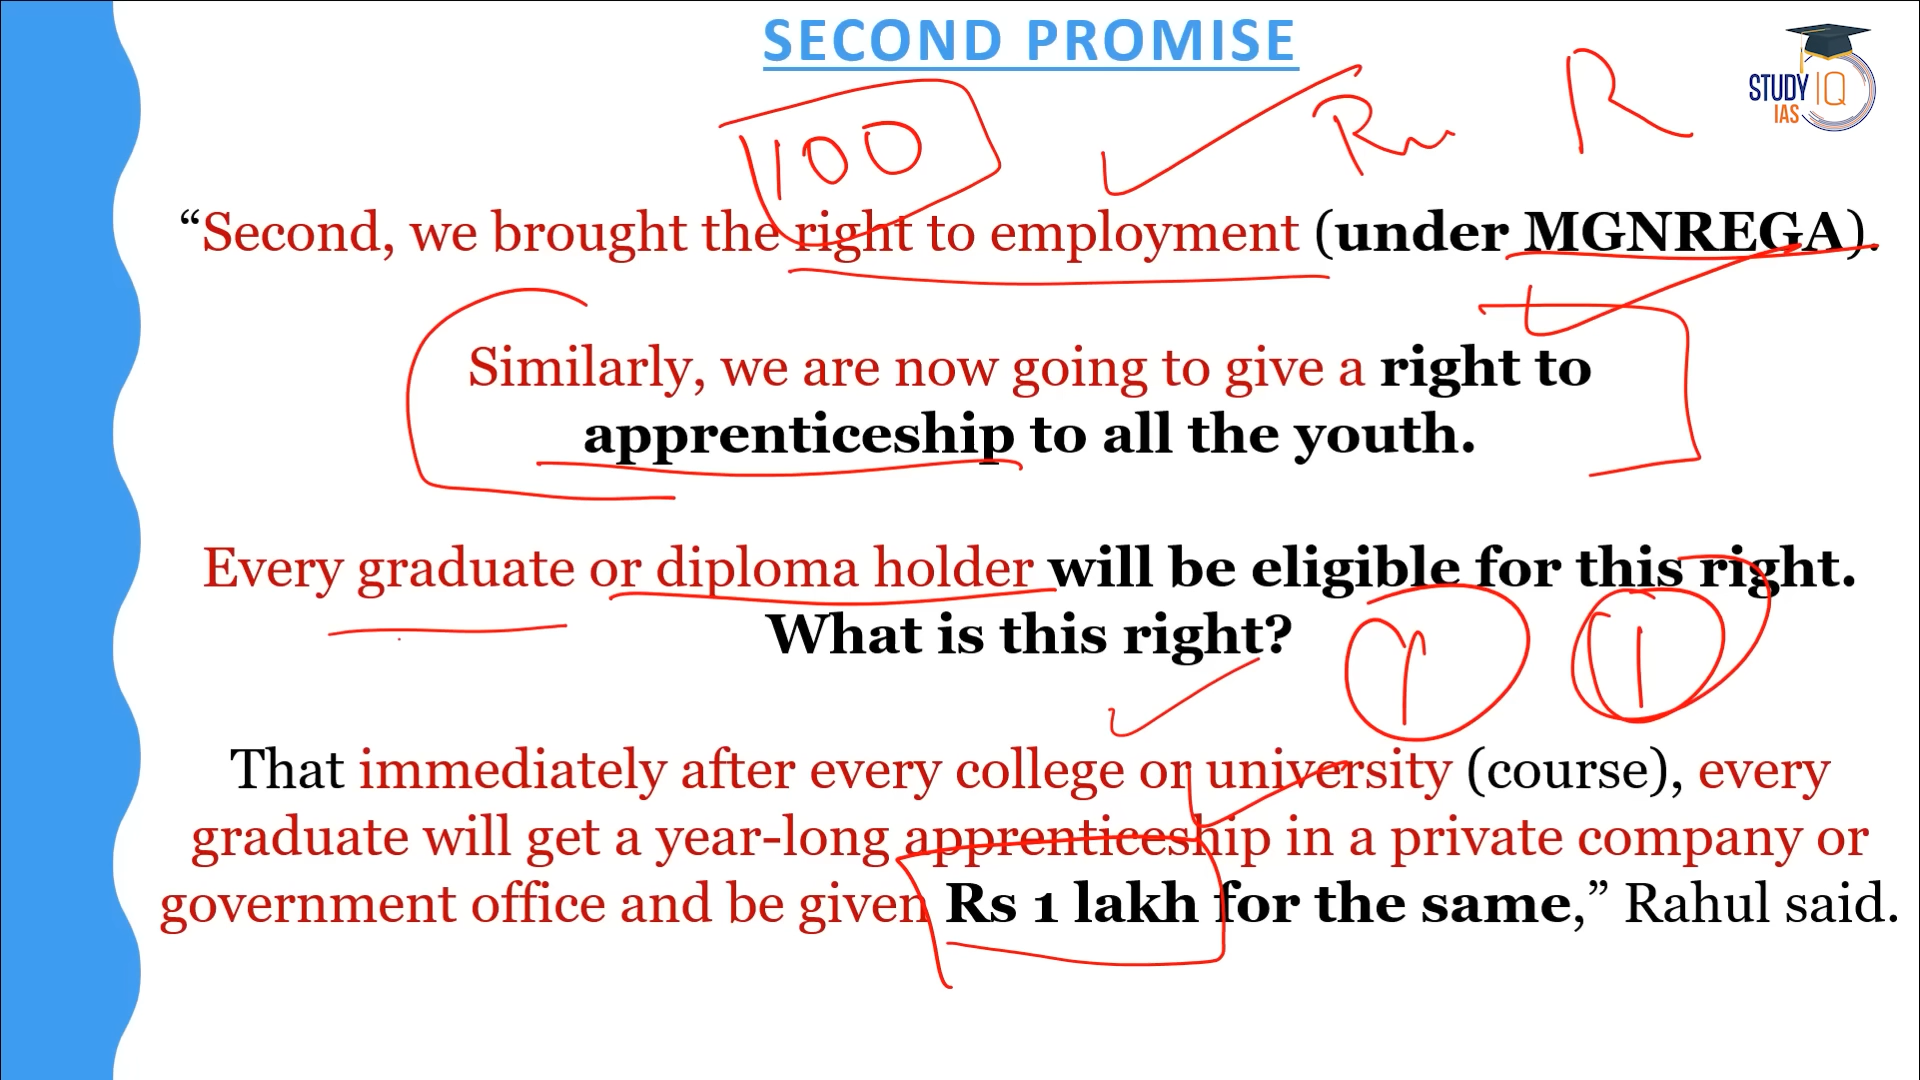 SECOND PROMISE
STUDY IQ
IAS
100
R
“Second, we brought the right to employment (under MGNREGA).
Similarly, we are now going to give a right to
apprenticeship to all the youth.
Every graduate or diploma holder will be eligible for this right.
What is this right?
1
That immediately after every college or university (course), every
graduate will get a year-long apprenticeship in a private company or
government office and be given Rs 1 lakh for the same,” Rahul said.